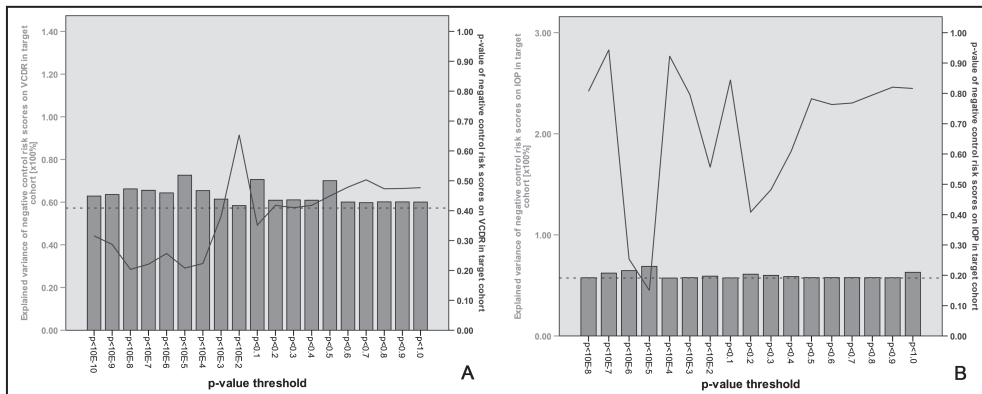 Explained variance of negative control risk scores on VCDR in target
cohort [x100%]
1.40
1.20
1.00
0.80
0.60
0.40
0.20
0.00
1.00
0.90
0.80
0.70
0.60
0.50
0.40
0.30
0.20
0.10
0.00
p-value of negative control risk scores on VCDR in target
cohort
p<10E-10
p<10E-9
p<10E-8
p<10E-7
p<10E-6
p<10E-5
p<10E-4
p<10E-3
p<10E-2
p<0.1
p<0.2
p<0.3
p<0.4
p<0.5
p<0.6
p<0.7
p<0.8
p<0.9
p<1.0
p-value threshold
A
Explained variance of negative control risk scores on IOP in target
cohort [x100%]
3.00
2.00
1.00
0.00
1.00
0.90
0.80
0.70
0.60
0.50
0.40
0.30
0.20
0.10
0.00
p-value of negative control risk scores on IOP in
target cohort
p<10E-8
p<10E-7
p<10E-6
p<10E-5
p<10E-4
p<10E-3
p<10E-2
p<0.1
p<0.2
p<0.3
p<0.4
p<0.5
p<0.6
p<0.7
p<0.8
p<0.9
p<1.0
p-value threshold
B